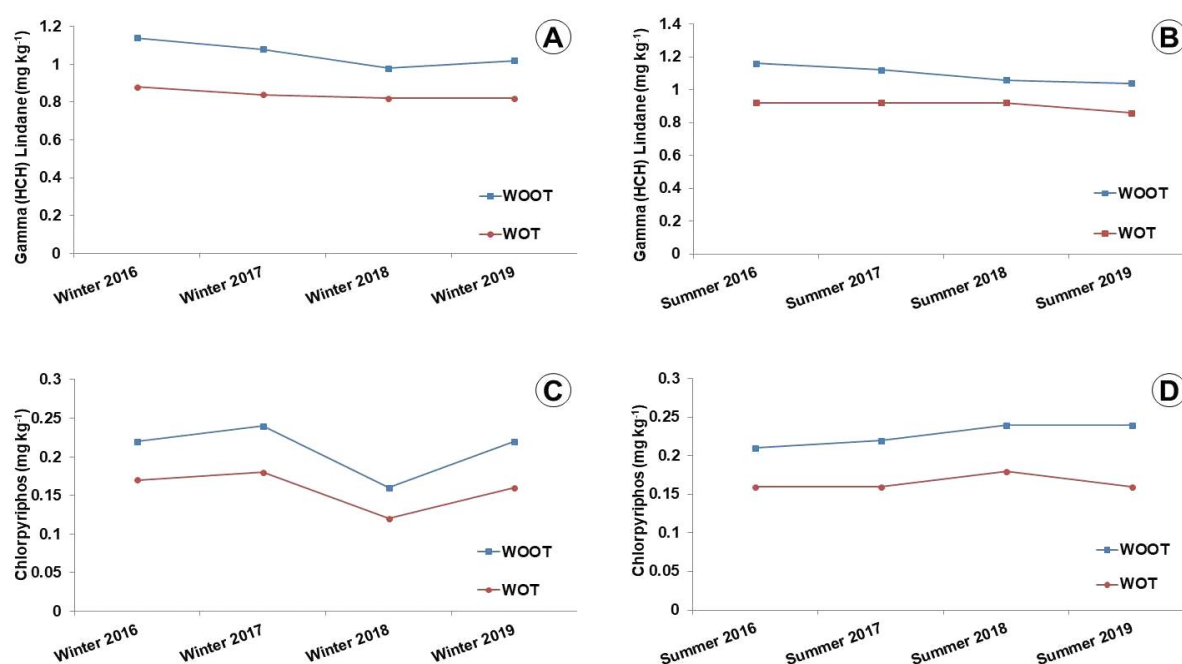 A
Gamma (HCH) Lindane (mg kg-1)
1.2
1
0.8
0.6
0.4
0.2
0
WOOT
WOT
Winter 2016
Winter 2017
Winter 2018
Winter 2019
B
Gamma (HCH) Lindane (mg kg-1)
1.4
1.2
1
0.8
0.6
0.4
0.2
0
WOOT
WOT
Summer 2016
Summer 2017
Summer 2018
Summer 2019
C
Chlorpyriphos (mg kg-1)
0.3
0.25
0.2
0.15
0.1
0.05
0
WOOT
WOT
Winter 2016
Winter 2017
Winter 2018
Winter 2019
D
Chlorpyriphos (mg kg-1)
0.3
0.25
0.2
0.15
0.1
0.05
0
WOOT
WOT
Summer 2016
Summer 2017
Summer 2018
Summer 2019